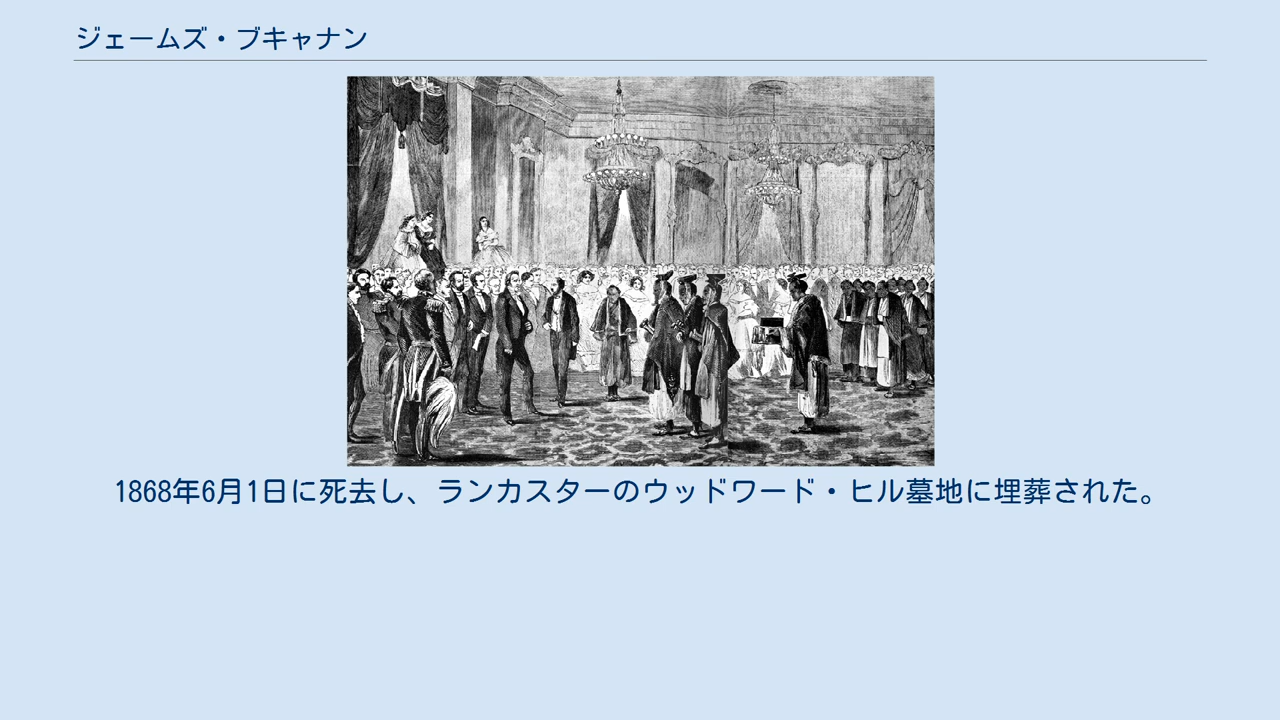 ジェームズ・ブキャナン
1868年6月1日に死去し、ランカスターのウッドワード・ヒル墓地に埋葬された。